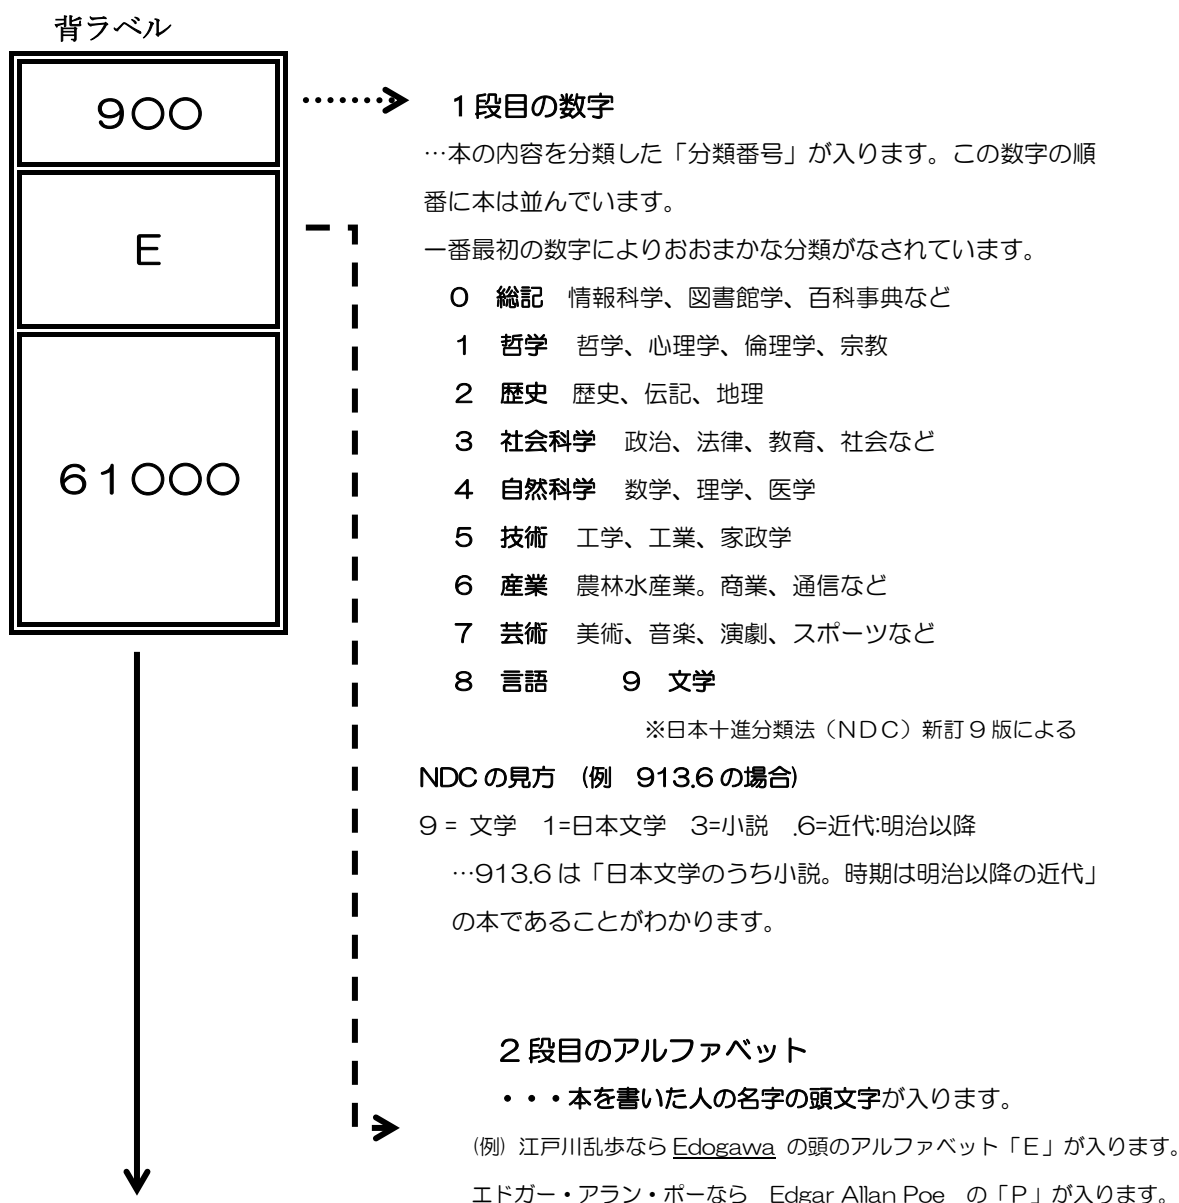 背ラベル
９〇〇
E
６１〇〇〇
１段目の数字
…本の内容を分類した「分類番号」が入ります。この数字の順
番に本は並んでいます。
一番最初の数字によりおおまかな分類がなされています。
０　総記　情報科学、図書館学、百科事典など
１　哲学　哲学、心理学、倫理学、宗教
２　歴史　歴史、伝記、地理
３　社会科学　政治、法律、教育、社会など
４　自然科学　数学、理学、医学
５　技術　工学、工業、家政学
６　産業　農林水産業。商業、通信など
７　芸術　美術、音楽、演劇、スポーツなど
８　言語　　　９　文学
※日本十進分類法（ＮＤＣ）新訂９版による
NDC の見方　(例　913.6 の場合)
9 =  文学　1=日本文学　3=小説　.6=近代:明治以降
…913.6 は「日本文学のうち小説。時期は明治以降の近代」
の本であることがわかります。
２段目のアルファベット
・・・本を書いた人の名字の頭文字が入ります。
(例) 江戸川乱歩なら Edogawa の頭のアルファベット「E」が入ります。
エドガー・アラン・ポーなら　Edgar Allan Poe　の「P」が入ります。